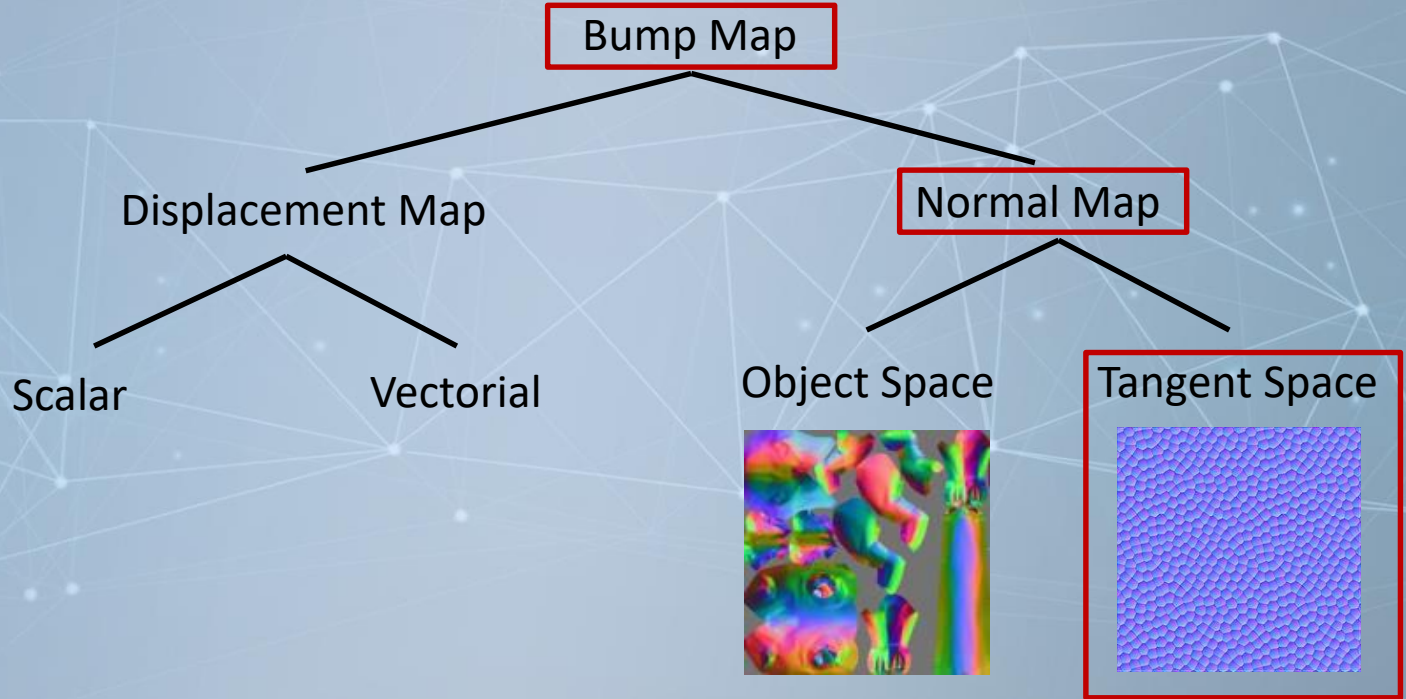 Bump Map
Displacement Map
Normal Map
Scalar
Vectorial
Object Space
Tangent Space